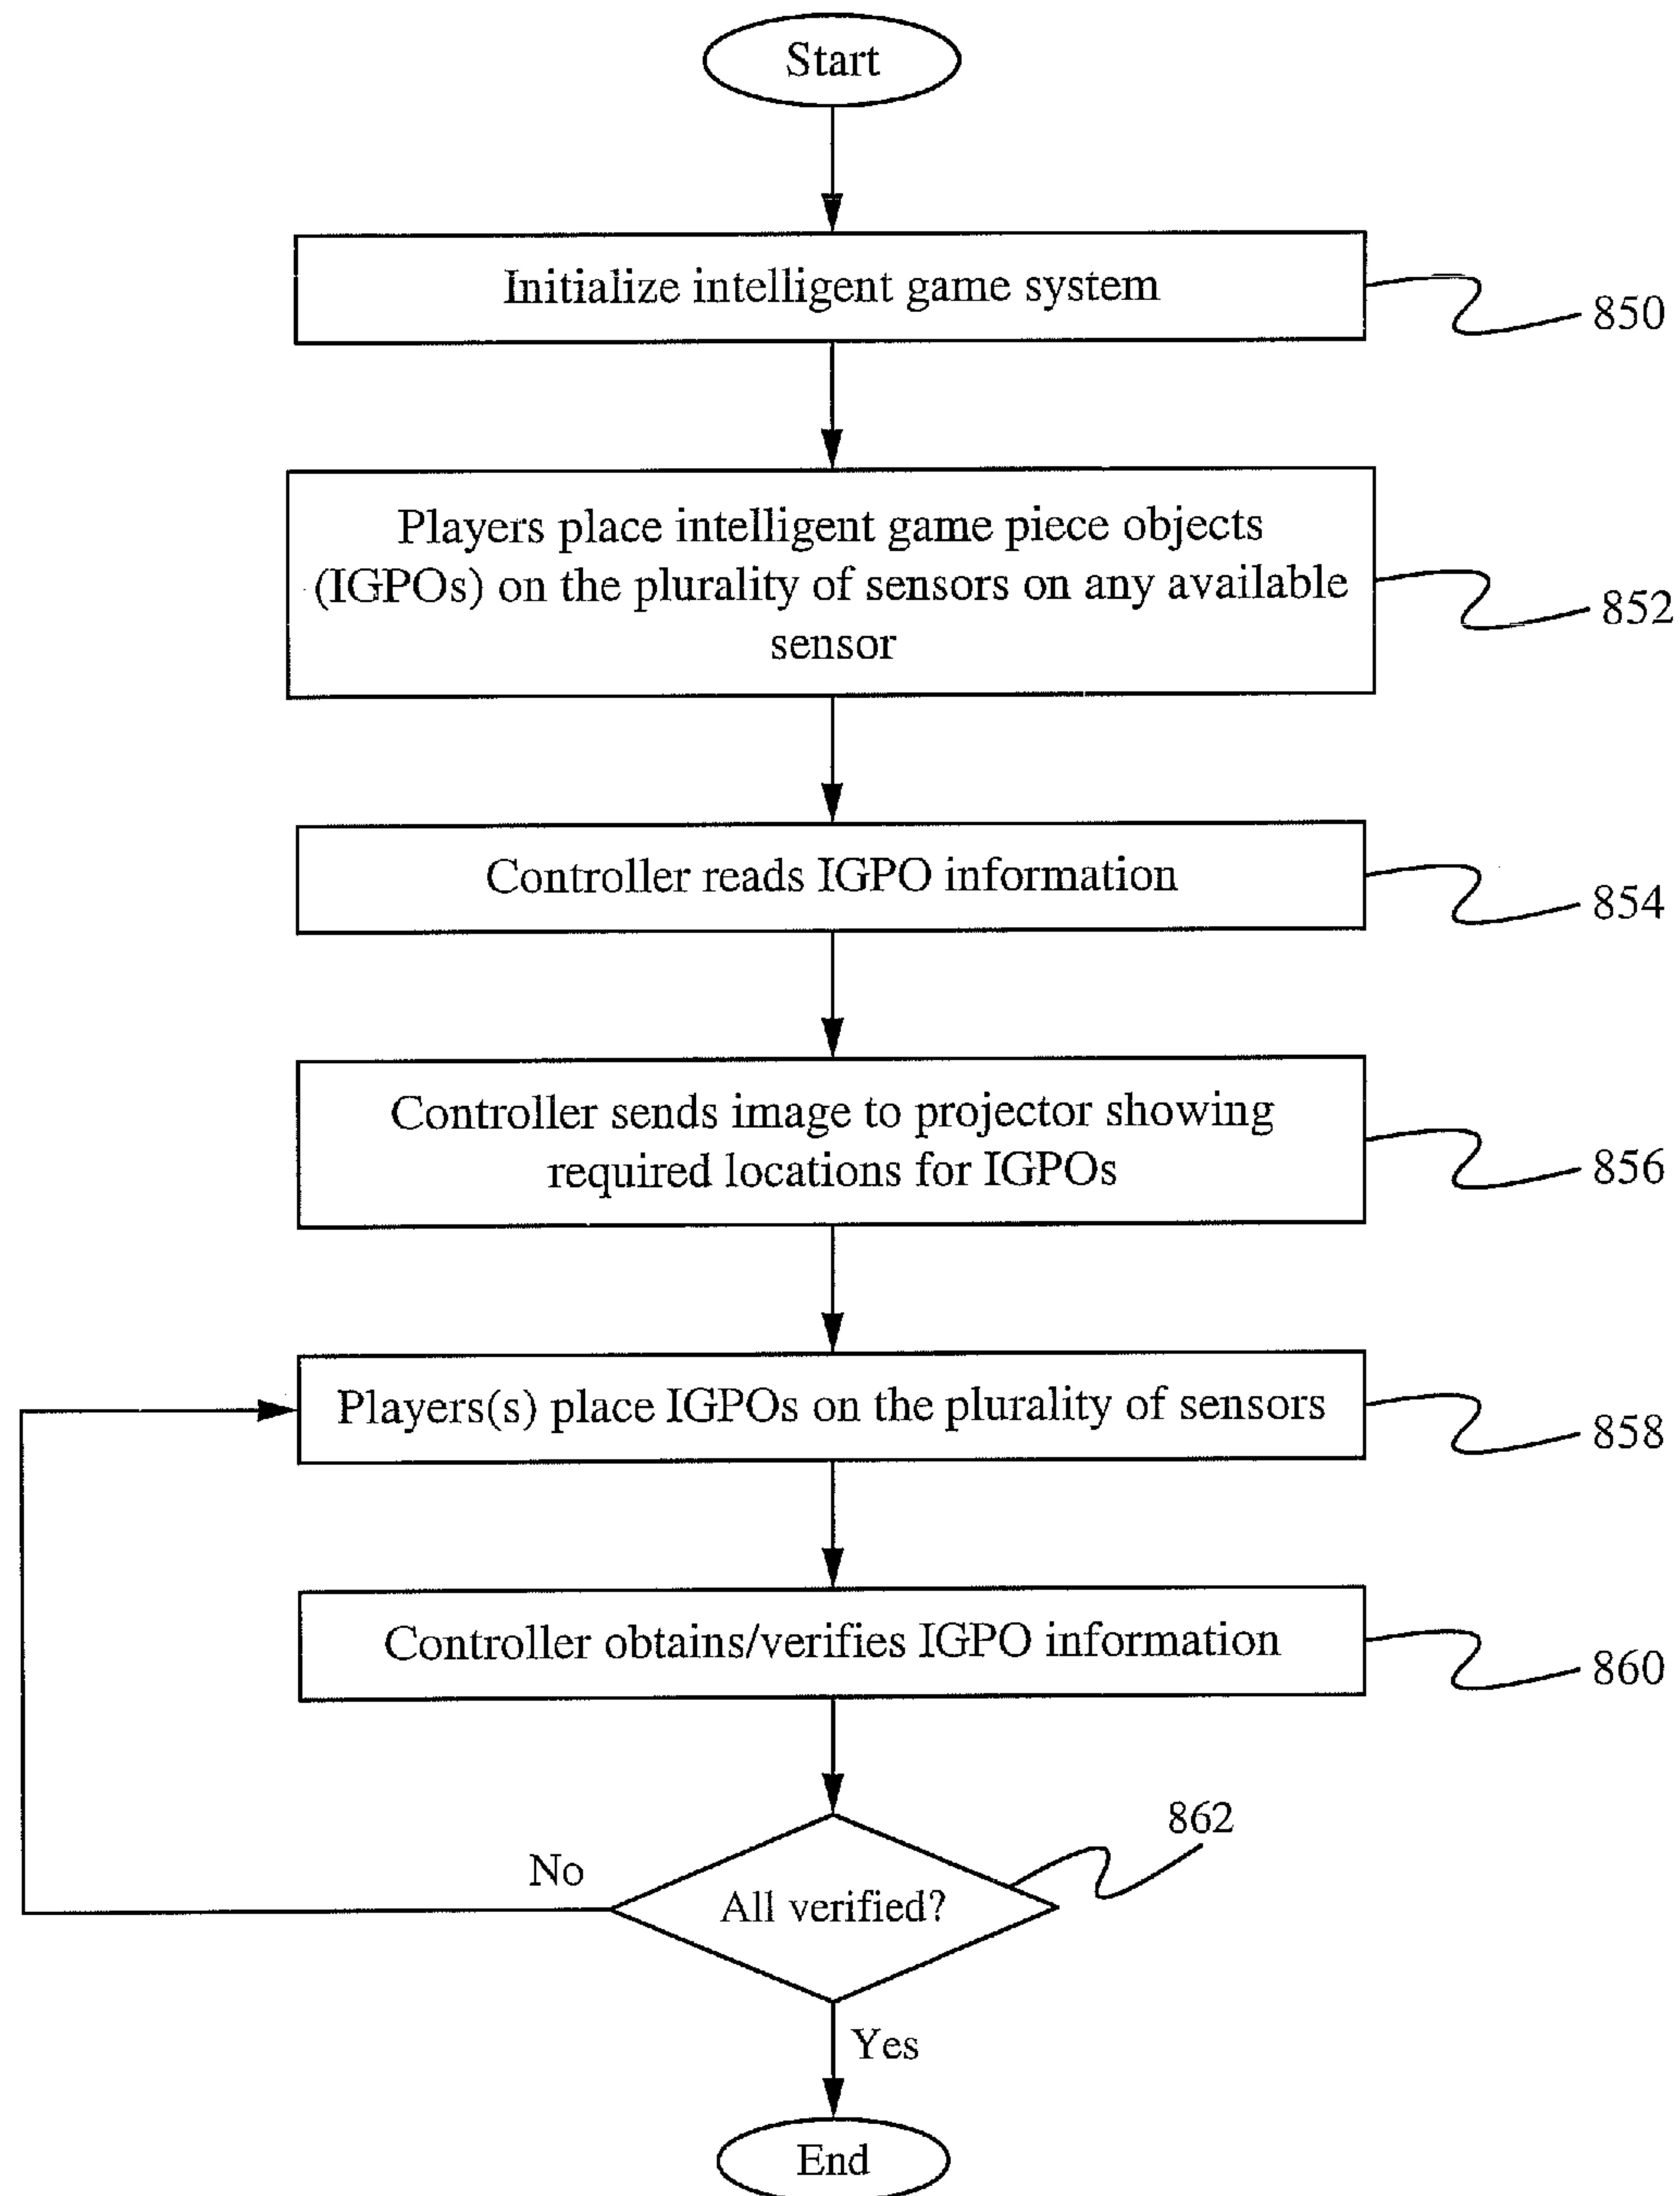 Start
Initialize intelligent game system
850
Players place intelligent game piece objects
(IGPOs) on the plurality of sensors on any available
sensor
852
Controller reads IGPO information
854
Controller sends image to projector showing
required locations for IGPOs
856
Players(s) place IGPOs on the plurality of sensors
858
Controller obtains/verifies IGPO information
860
862
No
All verified?
Yes
End